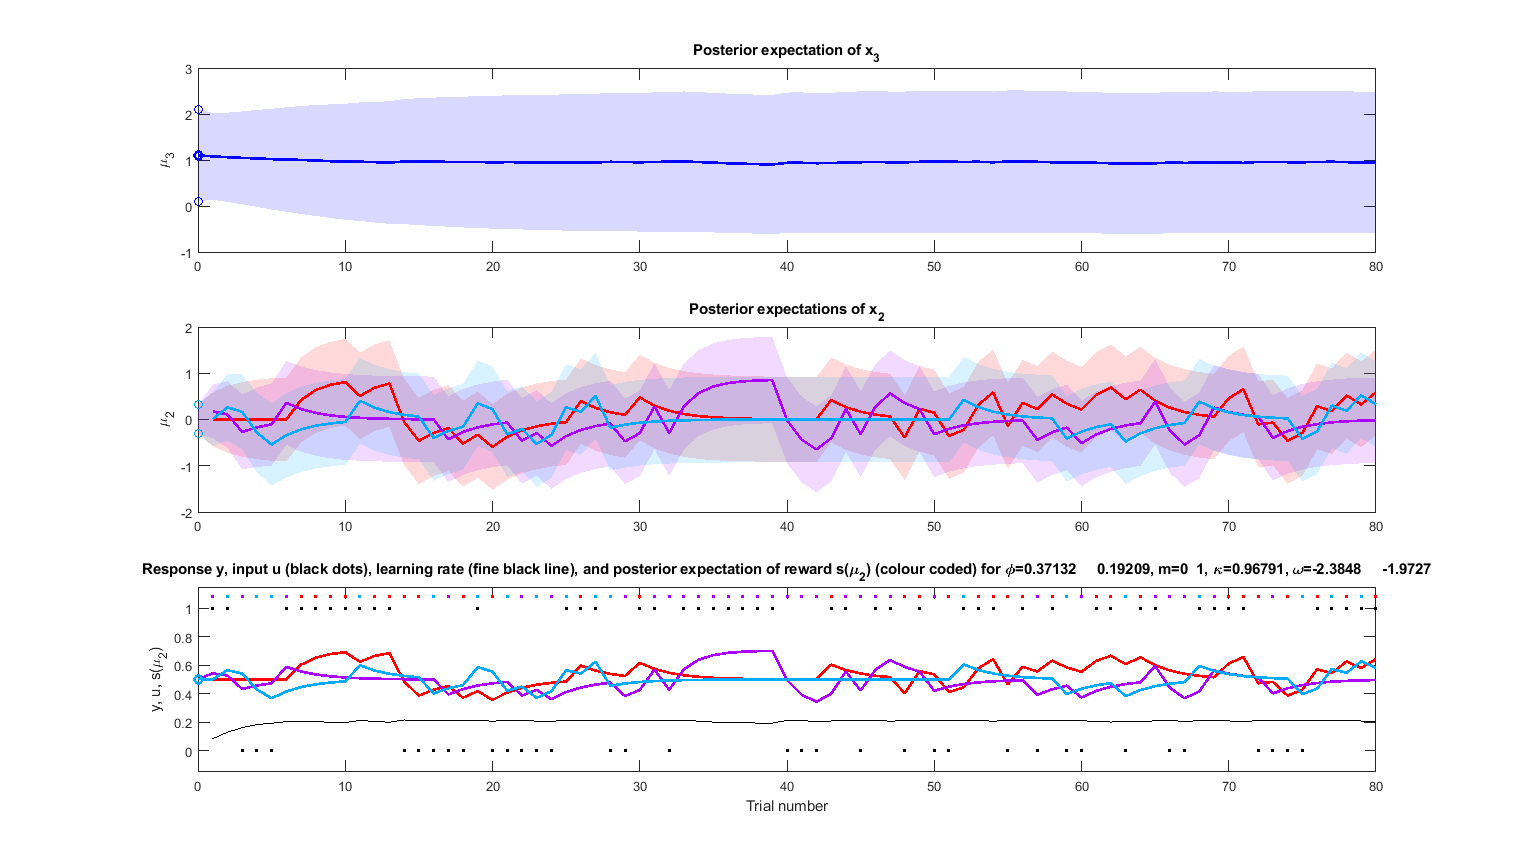 Posterior expectation of x3
μ3
3
2
1
0
-1
0 10 20 30 40 50 60 70 80
Posterior expectations of x2
μ2
2
1
0
-1
-2
0 10 20 30 40 50 60 70 80
Response y, input u (black dots), learning rate (fine black line), and posterior expectation of reward s(μ2) (colour coded) for ϕ=0.37132 0.19209, m=0 1, κ=0.96791, ω=-2.3848 -1.9727
y, u, s(μ2)
1
0.8
0.6
0.4
0.2
0
0 10 20 30 40 50 60 70 80
Trial number